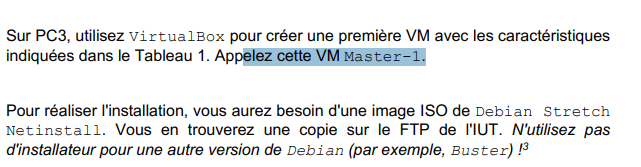 Sur PC3, utilisez VirtualBox pour créer une première VM avec les caractéristiques
indiquées dans le Tableau 1. Appelez cette VM Master-1.
Pour réaliser l'installation, vous aurez besoin d'une image ISO de Debian Stretch
Netinstall. Vous en trouverez une copie sur le FTP de l'IUT. N'utilisez pas
d'installateur pour une autre version de Debian (par exemple, Buster) !³